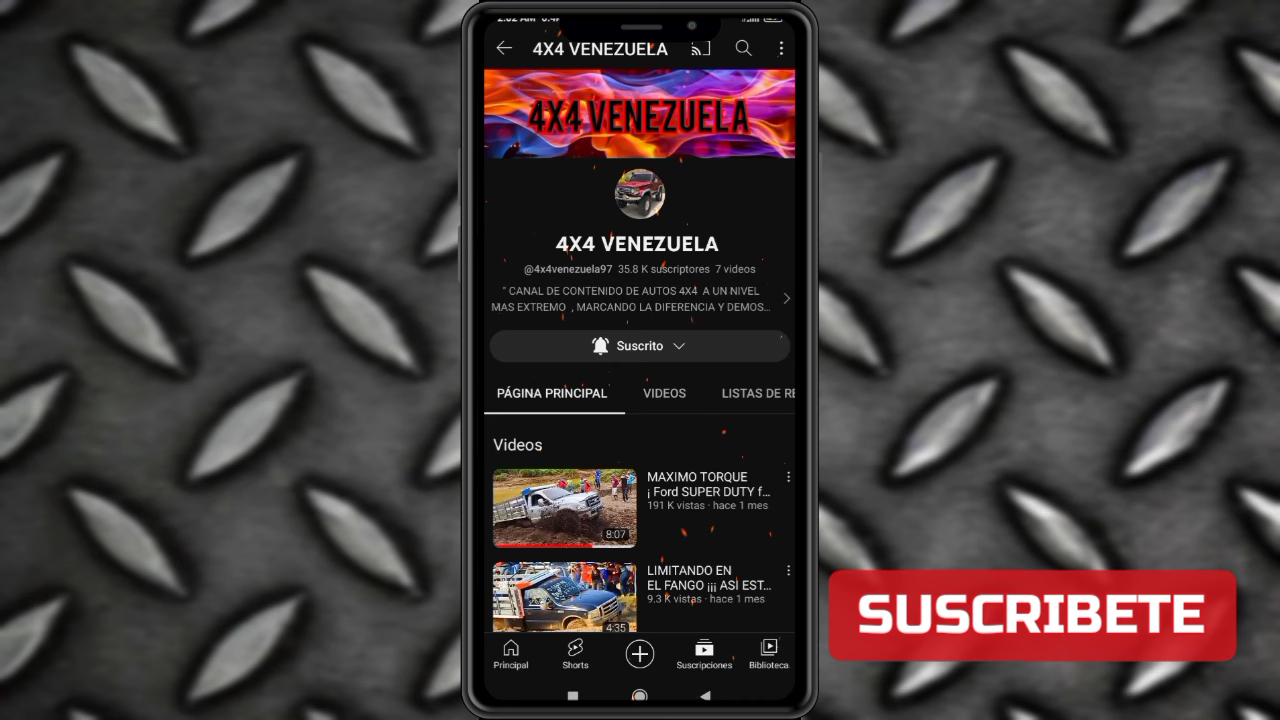 4X4 VENEZUELA
4X4 VENEZUELA
4X4 VENEZUELA
@4x4venezuela97 35.8 K suscriptores 7 videos
" CANAL DE CONTENIDO DE AUTOS 4X4 A UN NIVEL
MAS EXTREMO , MARCANDO LA DIFERENCIA Y DEMOS...
Suscrito
PÁGINA PRINCIPAL VIDEOS LISTAS DE RE
Videos
MAXIMO TORQUE
¡ Ford SUPER DUTY f...
191 K vistas · hace 1 mes
8:07
LIMITANDO EN
EL FANGO ¡¡¡ ASÍ EST...
9.3 K vistas · hace 1 mes
4:35
SUSCRIBETE
Principal Shorts Suscripciones Biblioteca